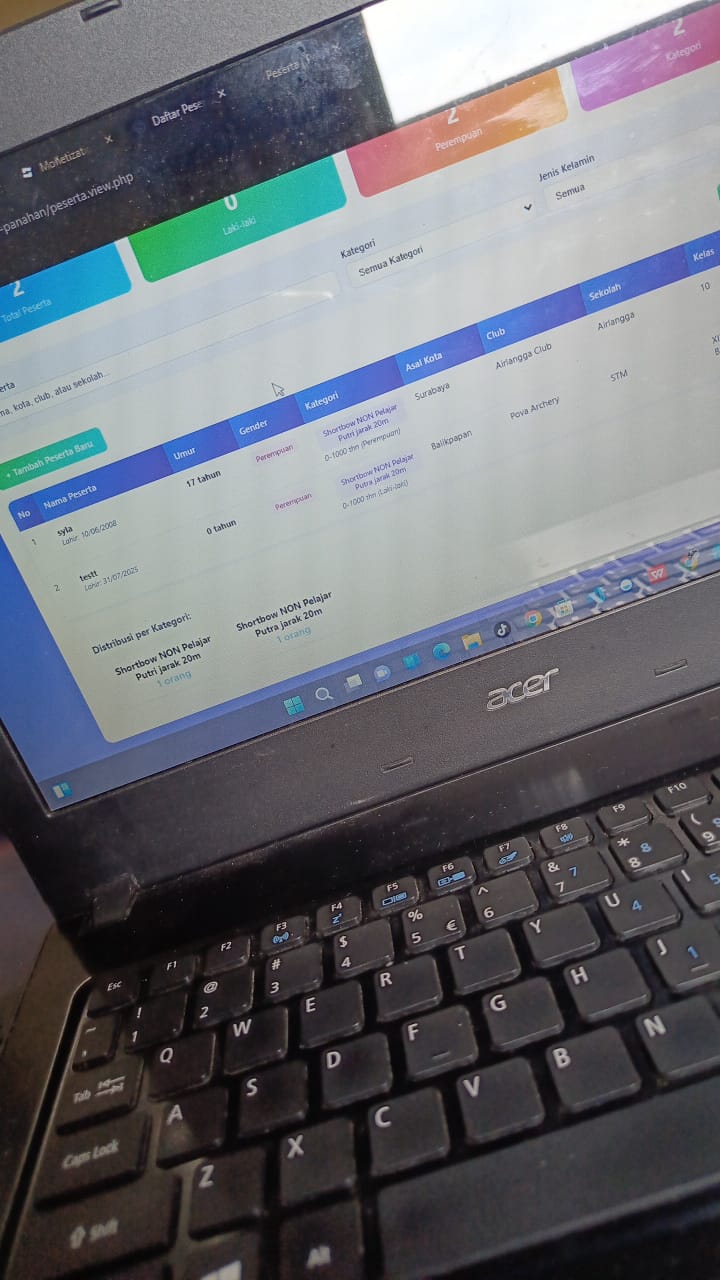 Monetizat
Daftar Pese
Peserta
-panahan/peserta.view.php
2
Total Peserta
0
Laki-laki
2
Perempuan
2
Kategori
erta
na, kota, club, atau sekolah...
Kategori
Semua Kategori
Jenis Kelamin
Semua
+ Tambah Peserta Baru
No Nama Peserta Umur Gender Kategori Asal Kota Club Sekolah Kelas
1 syla 17 tahun Perempuan Shortbow NON Pelajar Surabaya Airlangga Club Airlangga 10
Lahir: 10/06/2008 Putri jarak 20m
0-1000 thn (Perempuan)
2 testt 0 tahun Perempuan Shortbow NON Pelajar Balikpapan Pova Archery STM
Lahir: 31/07/2025 Putra jarak 20m
0-1000 thn (Laki-laki)
Distribusi per Kategori:
Shortbow NON Pelajar
Putri jarak 20m
1 orang
Shortbow NON Pelajar
Putra jarak 20m
1 orang
acer
Esc F1 F2 F3 F4 F5 F6 F7 F8 F9 F10
! 1 @ 2 # 3 $ 4 % 5 € ^ 6 & 7 7 * 8 8 ( 9 9
Tab Q W E R T Y U 4 I 5
Caps Lock A S D F G H J 1
Shift Z X C V B N
Alt